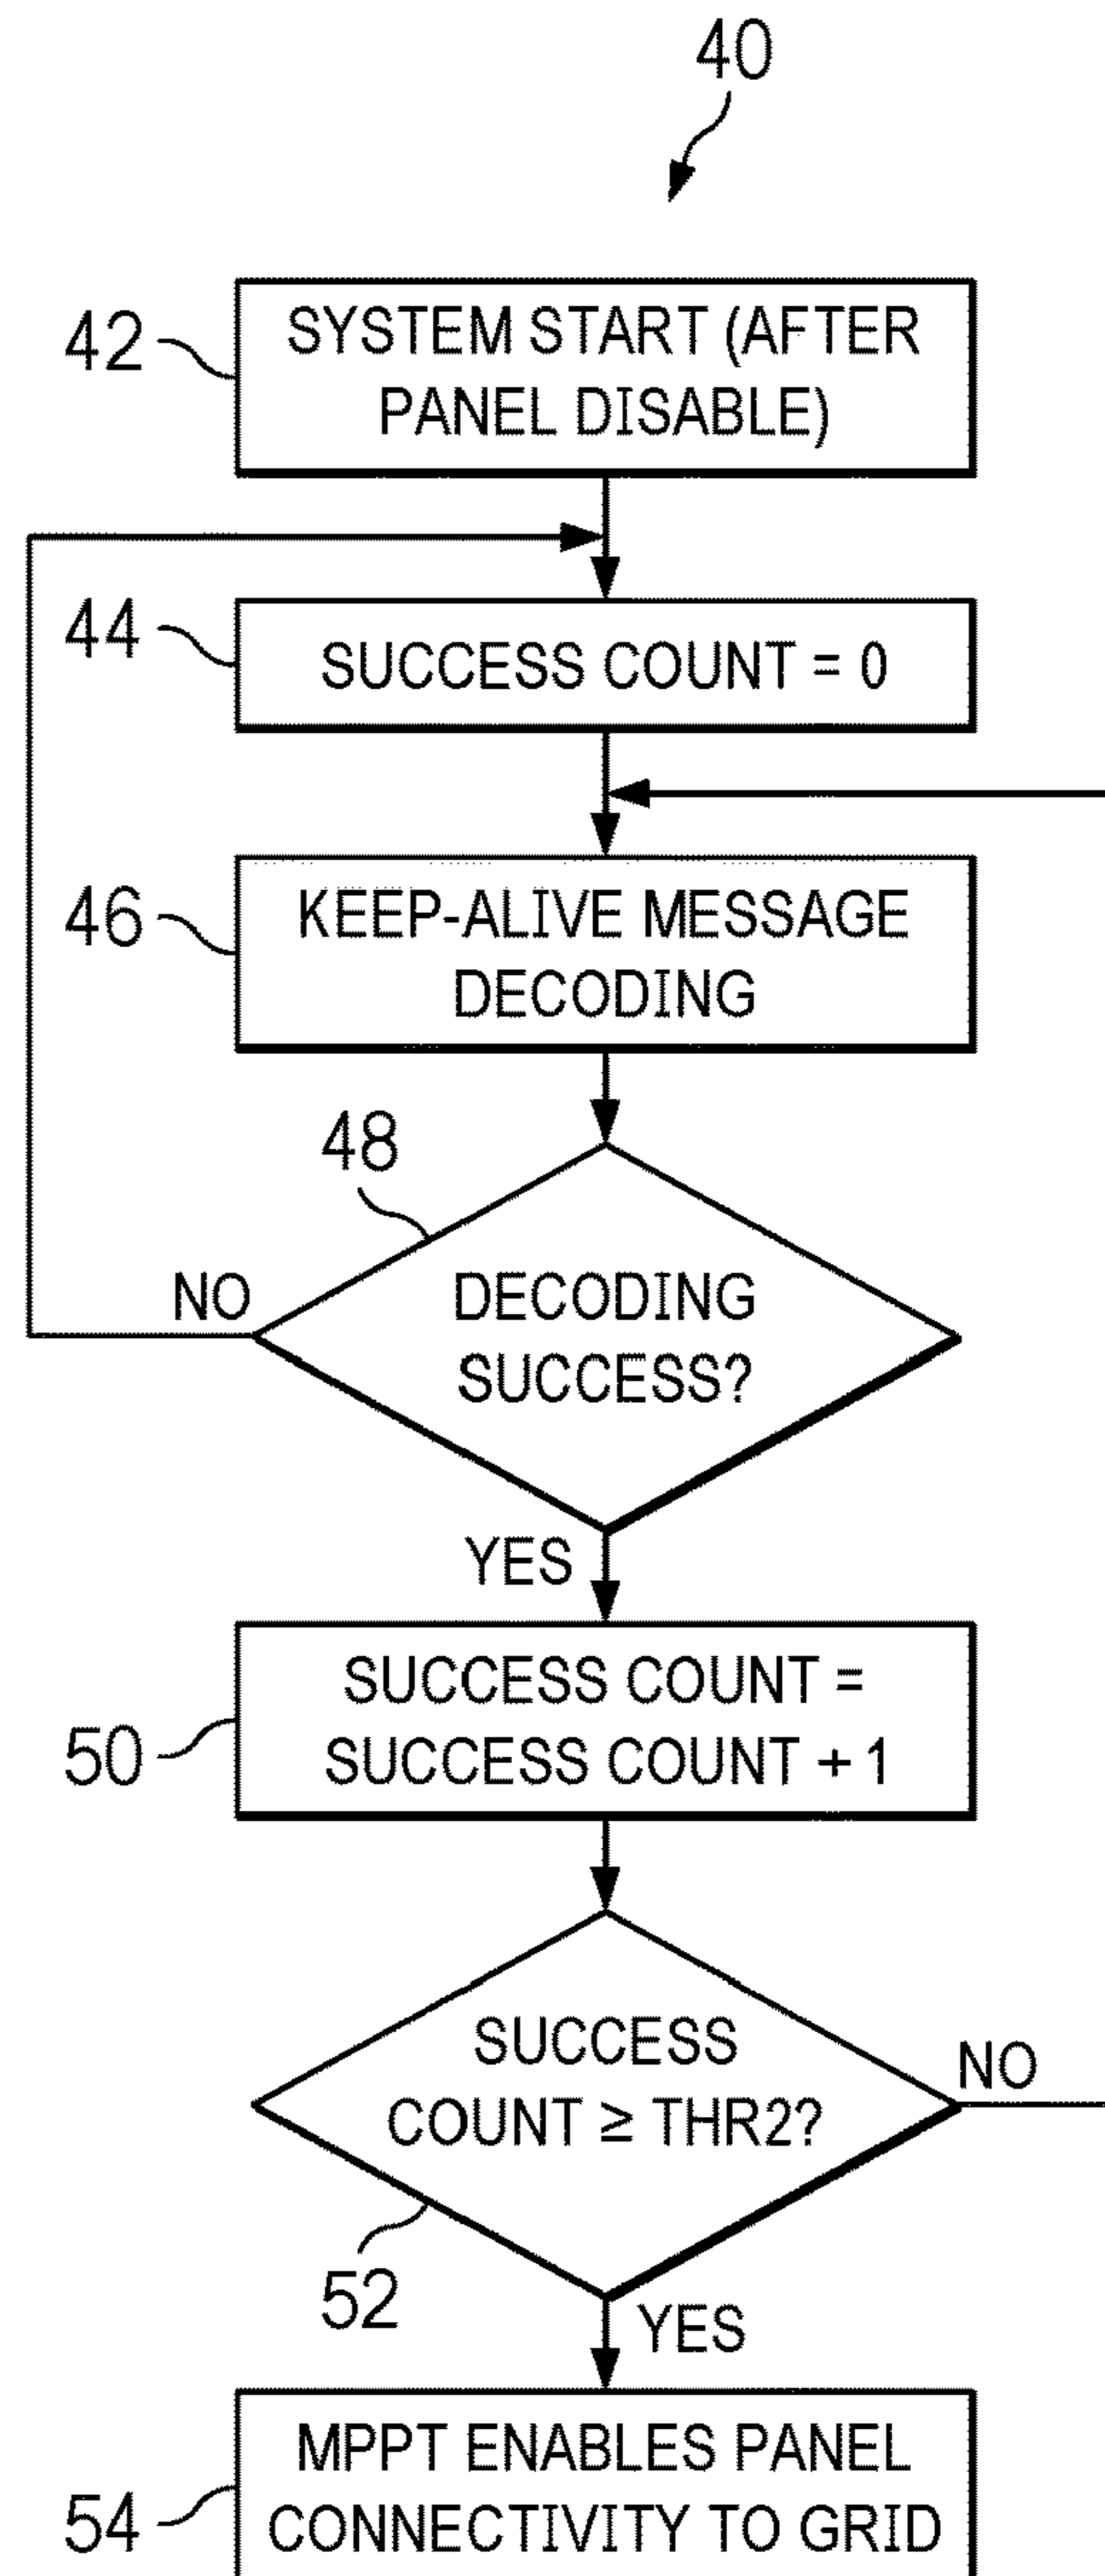 40
42
SYSTEM START (AFTER
PANEL DISABLE)
44
SUCCESS COUNT = 0
46
KEEP-ALIVE MESSAGE
DECODING
48
NO
DECODING
SUCCESS?
YES
50
SUCCESS COUNT =
SUCCESS COUNT + 1
SUCCESS
COUNT ≥ THR2?
NO
52
YES
54
MPPT ENABLES PANEL
CONNECTIVITY TO GRID